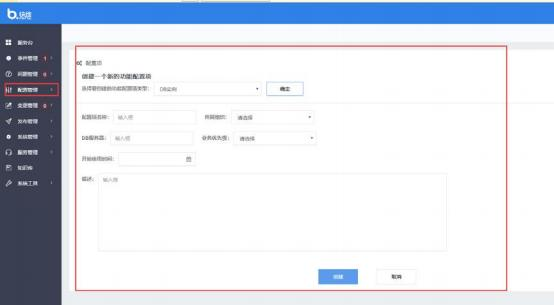 服务台
事件管理 1
问题管理 0
配置管理
变更管理 0
发布管理
系统管理
服务管理
知识库
系统工具
配置项
创建一个新的功能配置项
选择要创建的功能配置项类型： DB实例 确定
配置项名称： 输入框 所属组织： 请选择
DB服务器： 输入框 业务优先级： 请选择
开始使用时间：
描述： 输入框
创建 取消